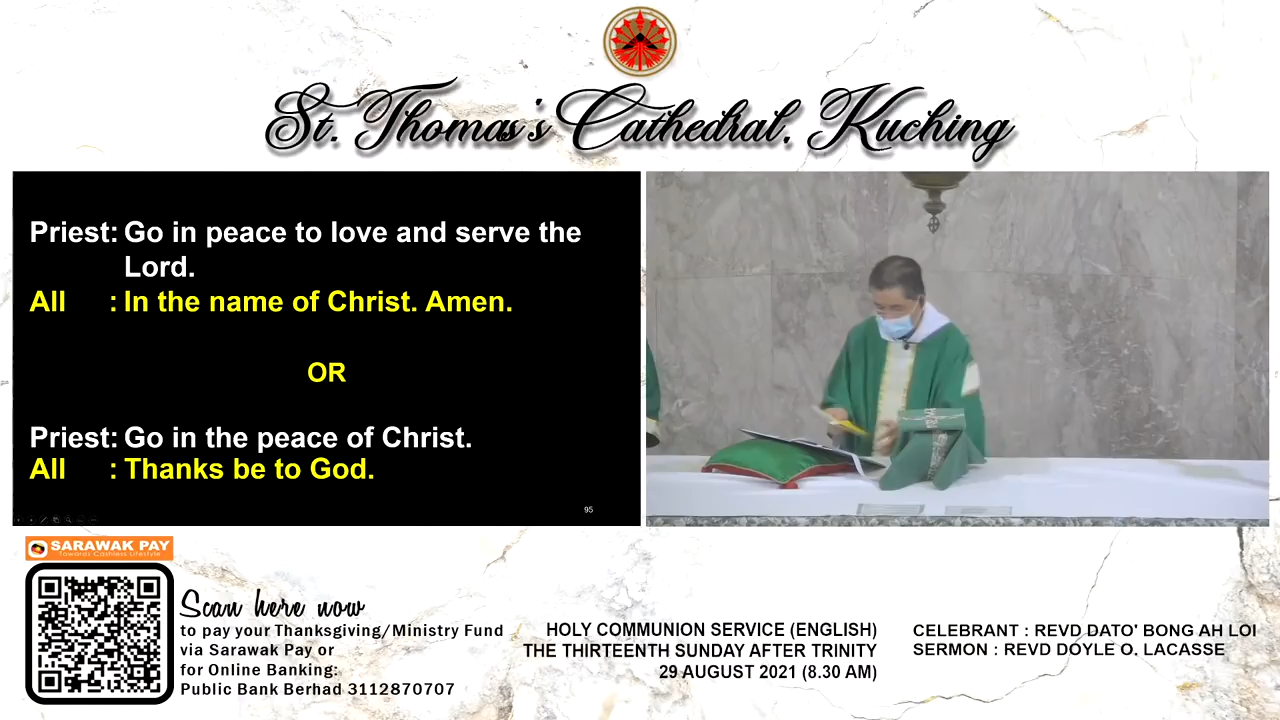 St. Thomas's Cathedral, Kuching
Priest: Go in peace to love and serve the
Lord.
All : In the name of Christ. Amen.
OR
Priest: Go in the peace of Christ.
All : Thanks be to God.
95
SARAWAK PAY
Towards Cashless Lifestyle
Scan here now
to pay your Thanksgiving/Ministry Fund
via Sarawak Pay or
for Online Banking:
Public Bank Berhad 3112870707
HOLY COMMUNION SERVICE (ENGLISH)
THE THIRTEENTH SUNDAY AFTER TRINITY
29 AUGUST 2021 (8.30 AM)
CELEBRANT : REVD DATO' BONG AH LOI
SERMON : REVD DOYLE O. LACASSE